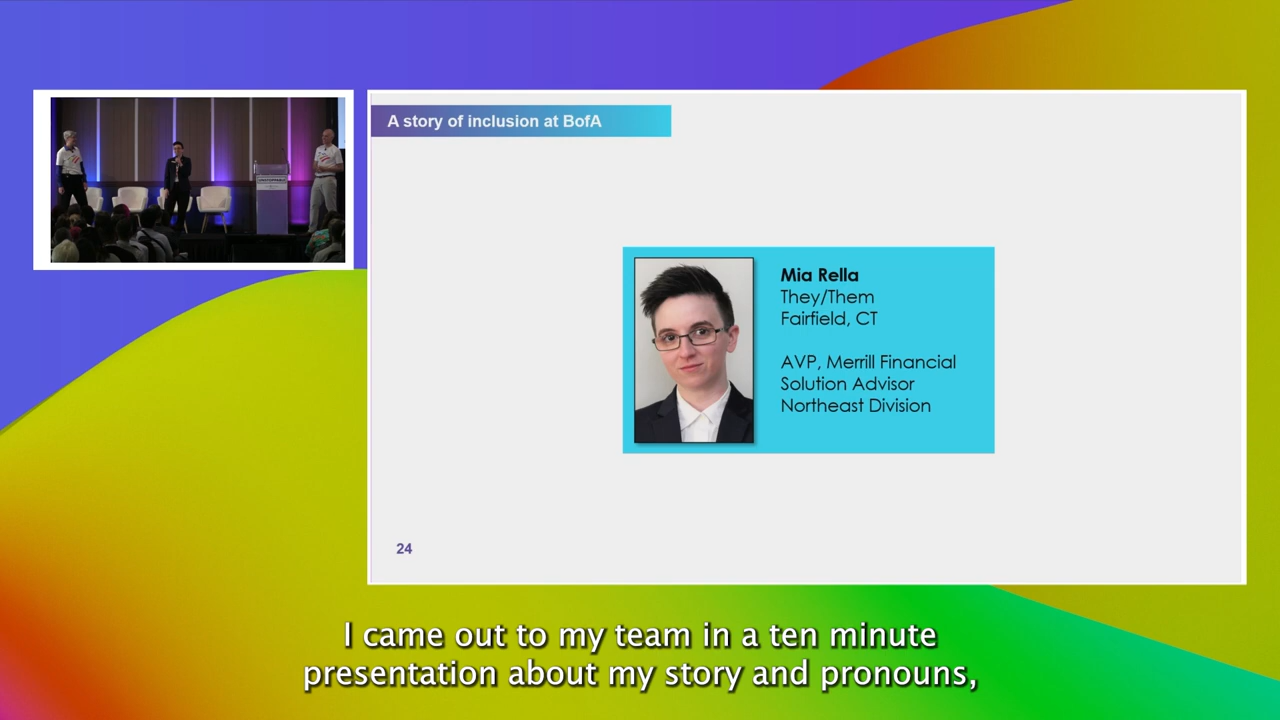 A story of inclusion at BofA
Mia Rella
They/Them
Fairfield, CT
AVP, Merrill Financial
Solution Advisor
Northeast Division
24
I came out to my team in a ten minute
presentation about my story and pronouns,